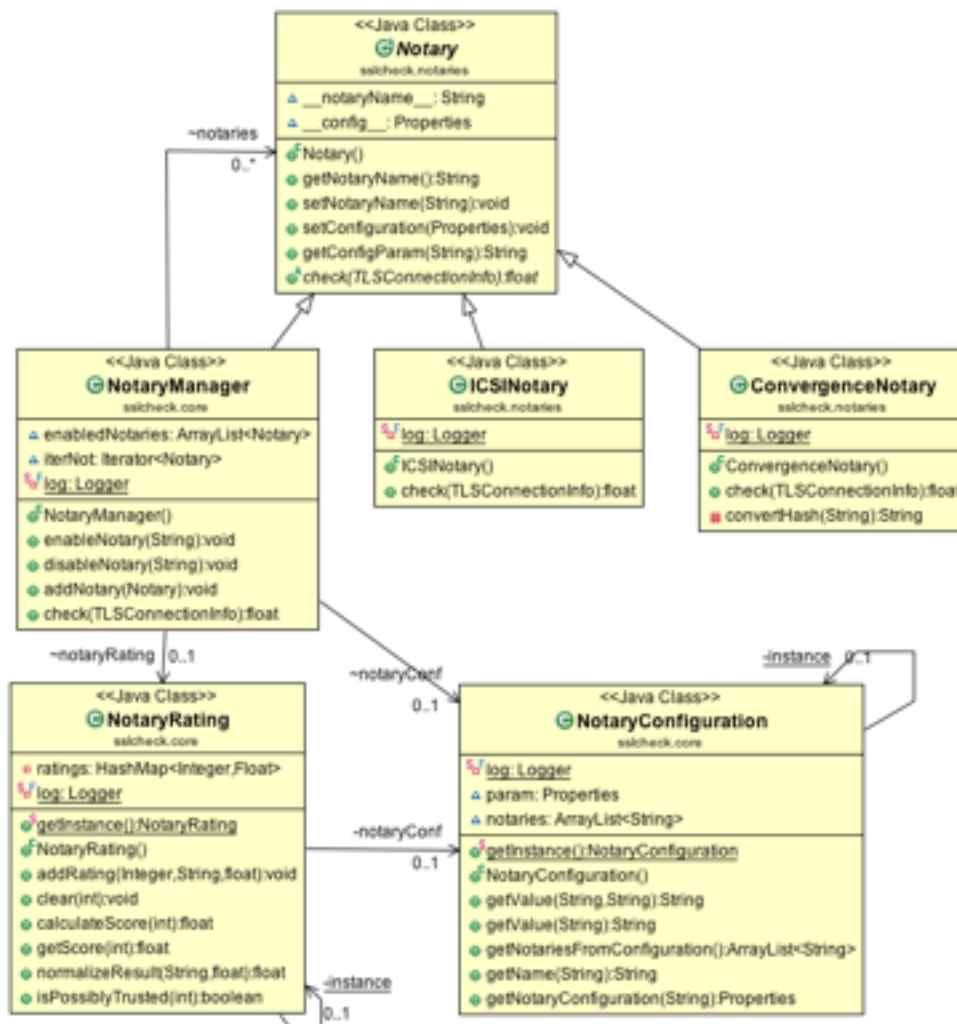 <<Java Class>>
Notary
sslcheck.notaries
__notaryName__: String
__config__: Properties
Notary()
getNotaryName():String
setNotaryName(String):void
setConfiguration(Properties):void
getConfigParam(String):String
check(TLSConnectionInfo):float
~notaries
0..*
<<Java Class>>
NotaryManager
sslcheck.core
enabledNotaries: ArrayList<Notary>
iterNot: Iterator<Notary>
log: Logger
NotaryManager()
enableNotary(String):void
disableNotary(String):void
addNotary(Notary):void
check(TLSConnectionInfo):float
<<Java Class>>
ICSINotary
sslcheck.notaries
log: Logger
ICSINotary()
check(TLSConnectionInfo):float
<<Java Class>>
ConvergenceNotary
sslcheck.notaries
log: Logger
ConvergenceNotary()
check(TLSConnectionInfo):float
convertHash(String):String
~notaryRating 0..1
~notaryConf
0..1
-instance 0..1
<<Java Class>>
NotaryRating
sslcheck.core
ratings: HashMap<Integer,Float>
log: Logger
getInstance():NotaryRating
NotaryRating()
addRating(Integer,String,float):void
clear(int):void
calculateScore(int):float
getScore(int):float
normalizeResult(String,float):float
isPossiblyTrusted(int):boolean
-notaryConf
0..1
-instance
0..1
<<Java Class>>
NotaryConfiguration
sslcheck.core
log: Logger
param: Properties
notaries: ArrayList<String>
getInstance():NotaryConfiguration
NotaryConfiguration()
getValue(String,String):String
getValue(String):String
getNotariesFromConfiguration():ArrayList<String>
getName(String):String
getNotaryConfiguration(String):Properties